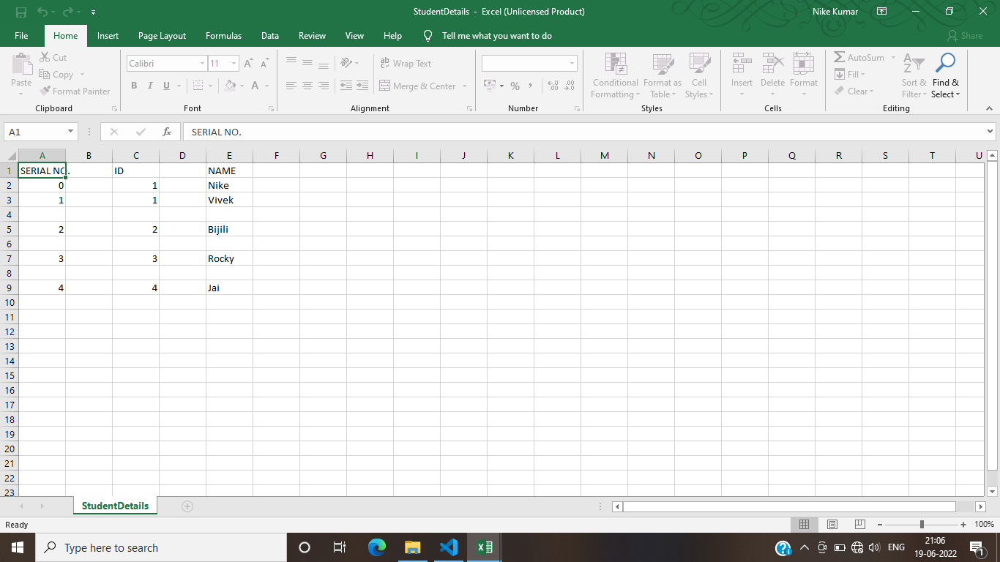 StudentDetails - Excel (Unlicensed Product)
Nike Kumar
File Home Insert Page Layout Formulas Data Review View Help Tell me what you want to do Share
Paste
Cut
Copy
Format Painter
Clipboard
Calibri 11
B I U
Font
Wrap Text
Merge & Center
Alignment
% ,
Number
Conditional Formatting
Format as Table
Cell Styles
Styles
Insert Delete Format
Cells
AutoSum
Fill
Clear
Sort & Filter
Find & Select
Editing
A1 fx SERIAL NO.
A B C D E F G H I J K L M N O P Q R S T U
1 SERIAL NO. ID NAME
2 0 1 Nike
3 1 1 Vivek
4
5 2 2 Bijili
6
7 3 3 Rocky
8
9 4 4 Jai
10
11
12
13
14
15
16
17
18
19
20
21
22
23
StudentDetails
Ready 100%
Type here to search
ENG
21:06
19-06-2022
1